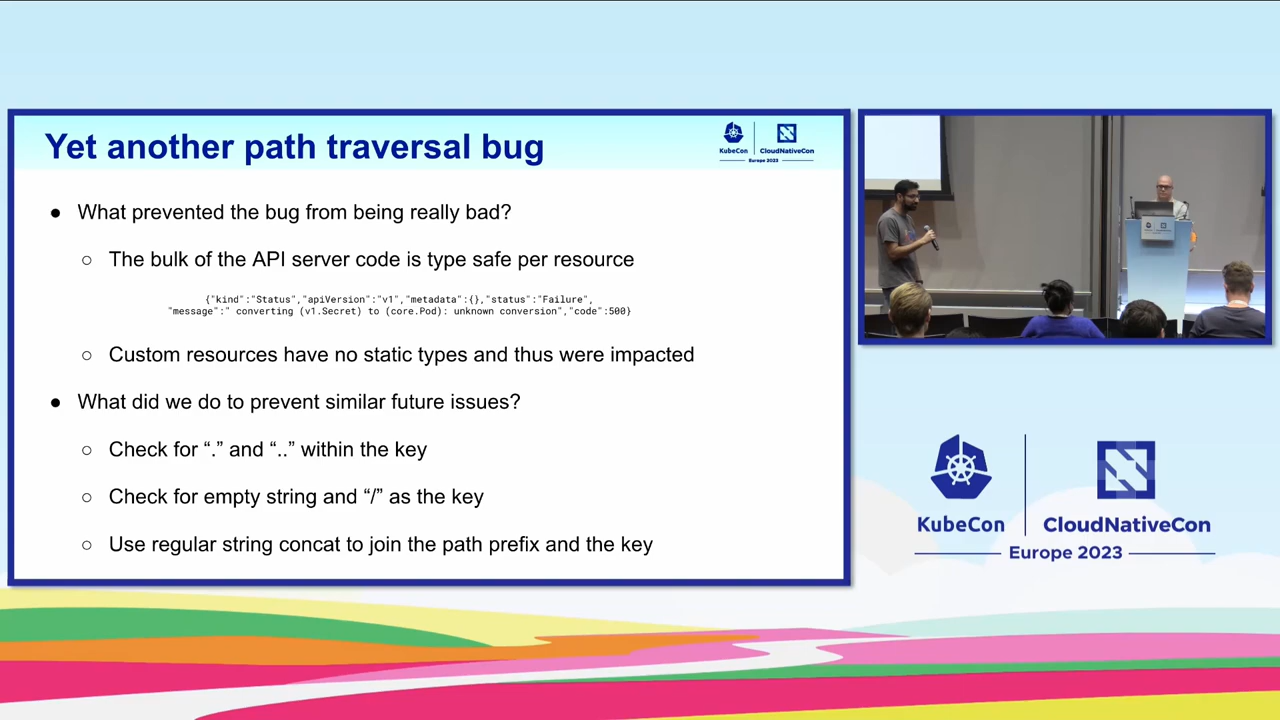 Yet another path traversal bug
KubeCon
CloudNativeCon
Europe 2023
● What prevented the bug from being really bad?
○ The bulk of the API server code is type safe per resource
{"kind":"Status","apiVersion":"v1","metadata":{},"status":"Failure",
"message":" converting (v1.Secret) to (core.Pod): unknown conversion","code":500}
○ Custom resources have no static types and thus were impacted
● What did we do to prevent similar future issues?
○ Check for “.” and “..” within the key
○ Check for empty string and “/” as the key
○ Use regular string concat to join the path prefix and the key
KubeCon
CloudNativeCon
Europe 2023